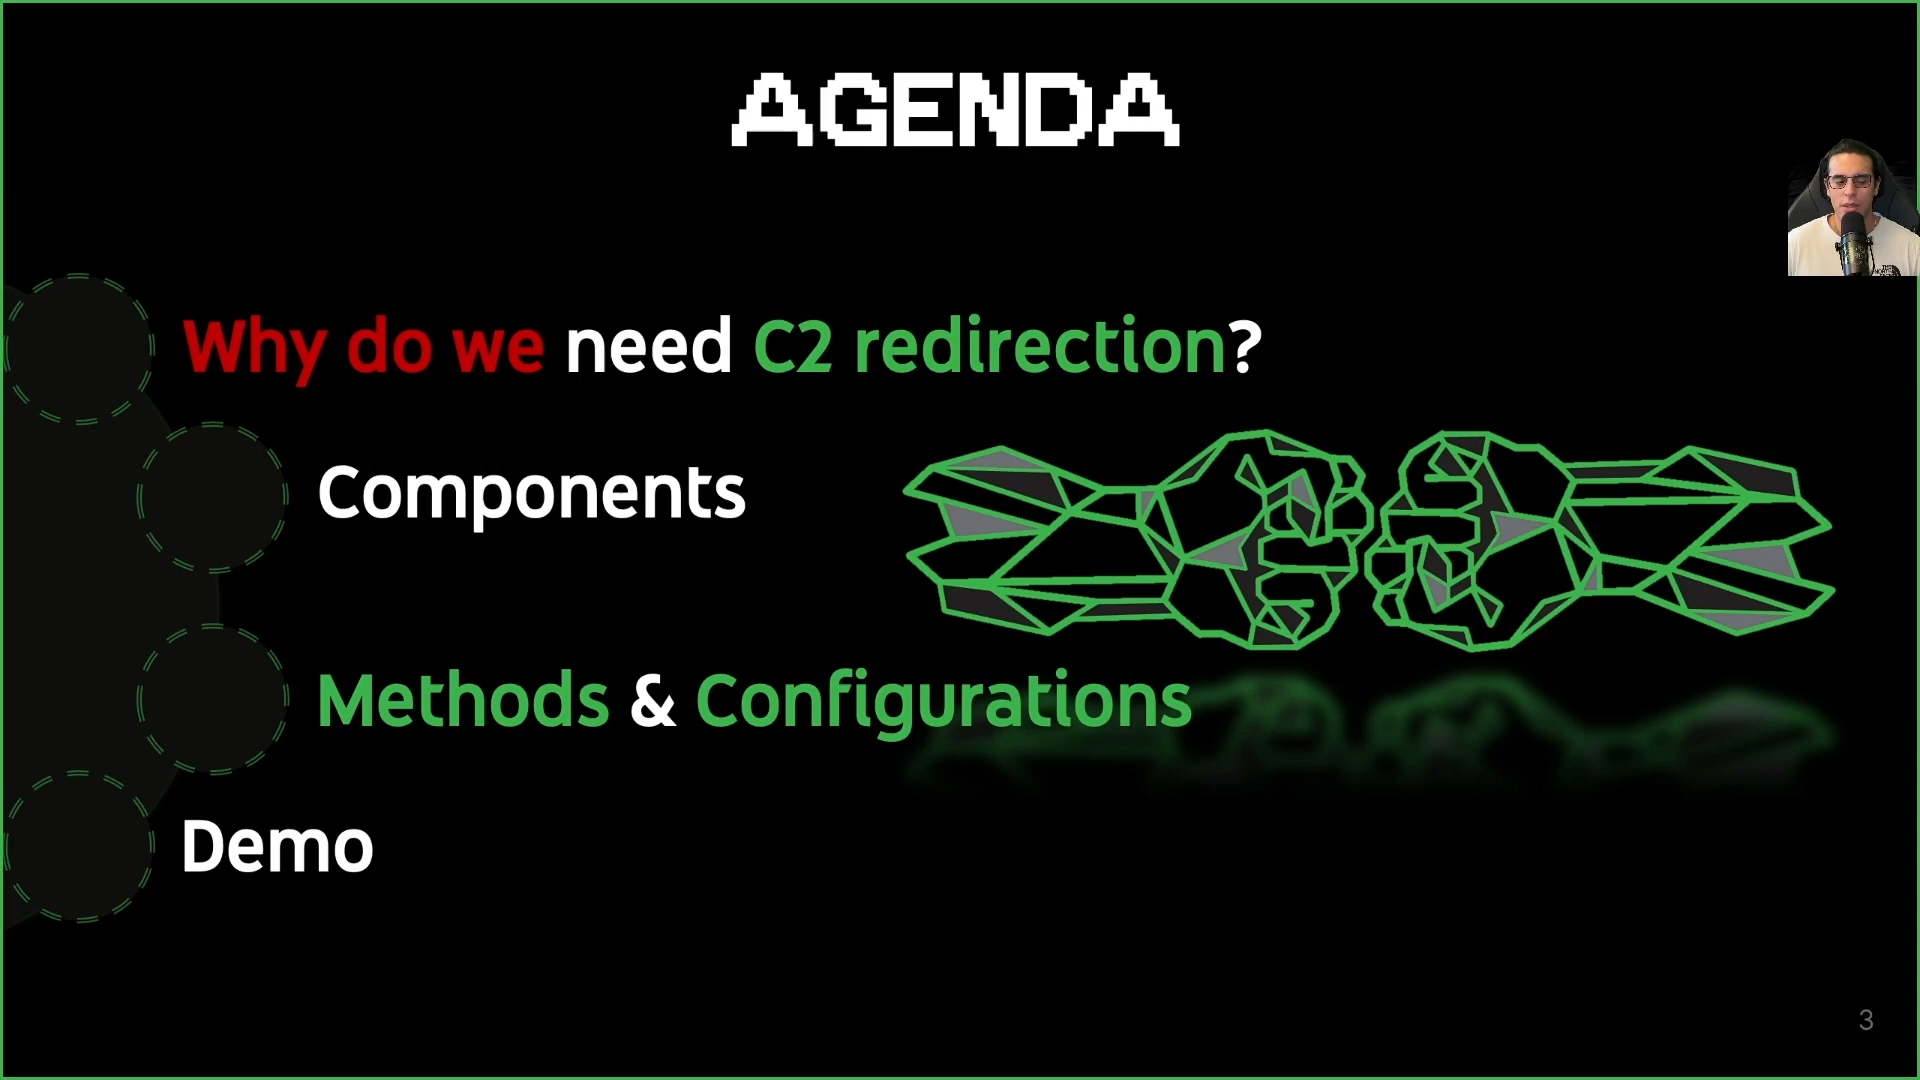 AGENDA
Why do we need C2 redirection?
Components
Methods & Configurations
Demo
3